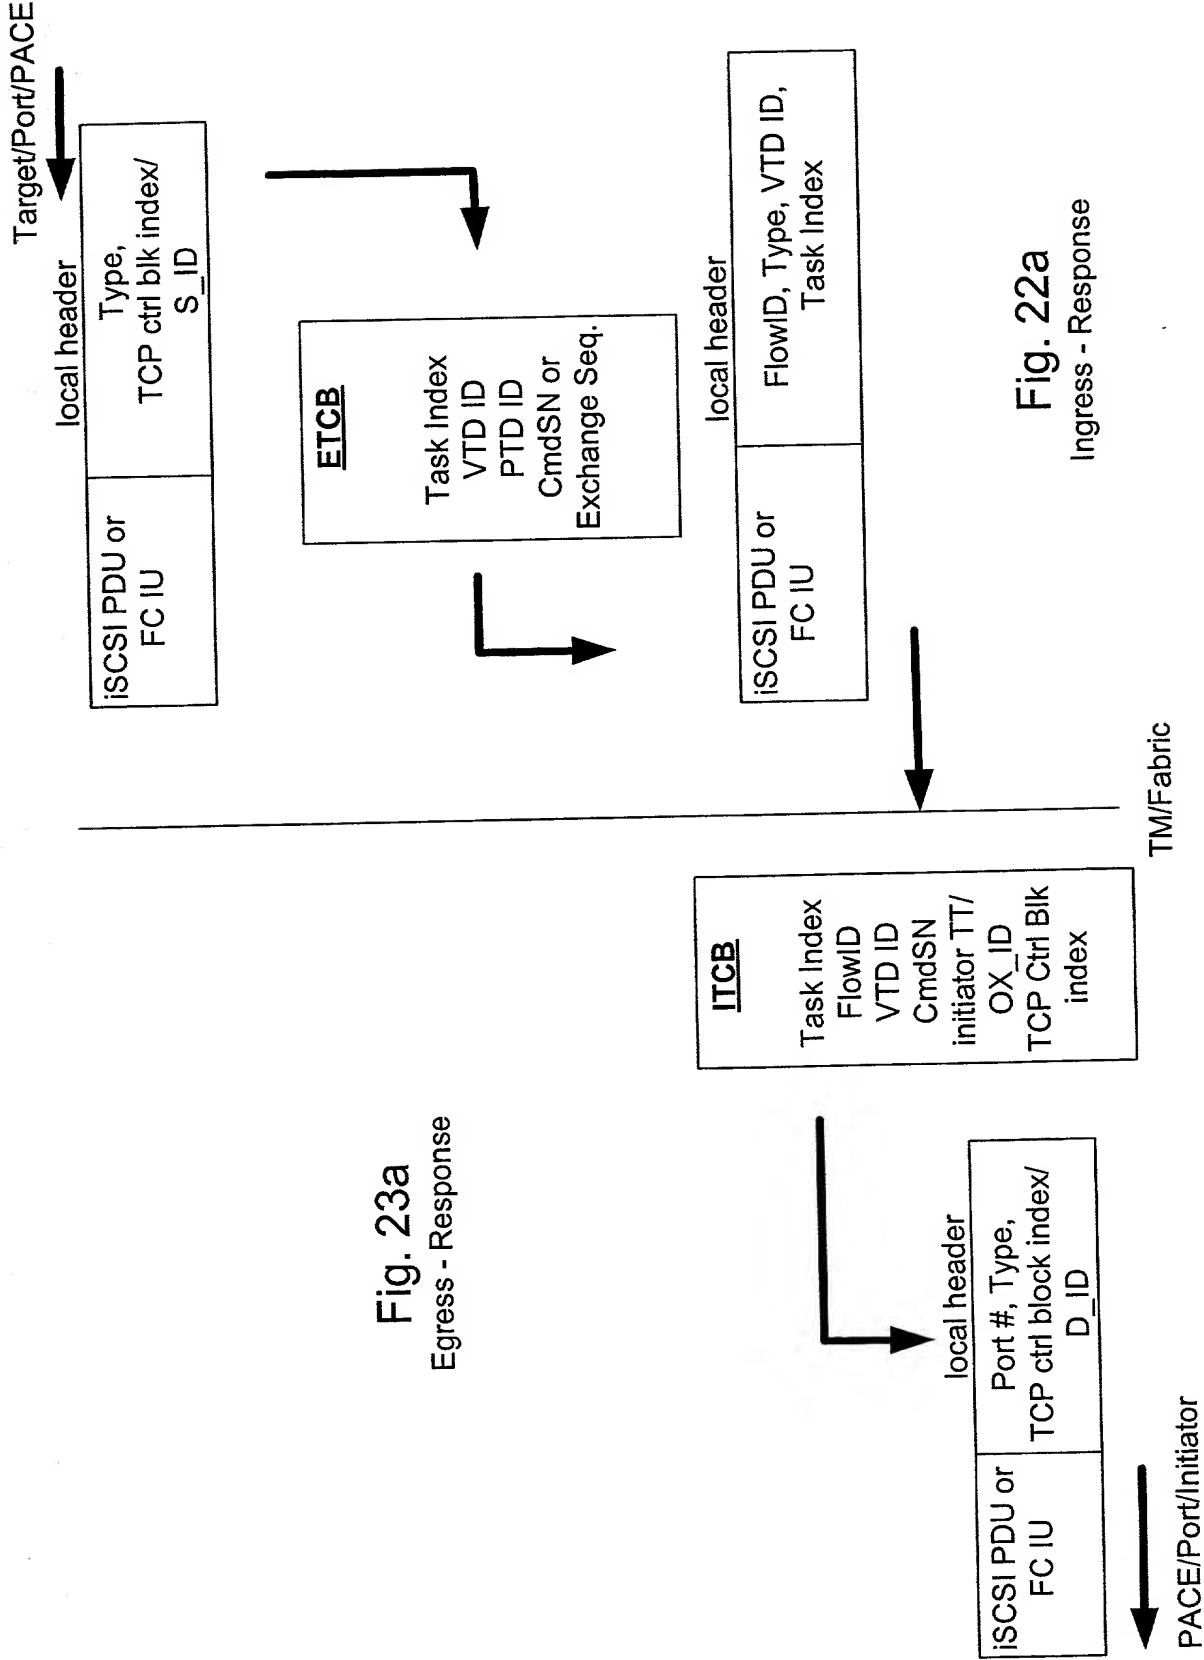 Target/Port/PACE
local header
iSCSI PDU or
FC IU
Type,
TCP ctrl blk index/
S_ID
ETCB
Task Index
VTD ID
PTD ID
CmdSN or
Exchange Seq.
local header
iSCSI PDU or
FC IU
FlowID, Type, VTD ID,
Task Index
Fig. 22a
Ingress - Response
TM/Fabric
Fig. 23a
Egress - Response
ITCB
Task Index
FlowID
VTD ID
CmdSN
initiator TT/
OX_ID
TCP Ctrl Blk
index
local header
iSCSI PDU or
FC IU
Port #, Type,
TCP ctrl block index/
D_ID
PACE/Port/Initiator